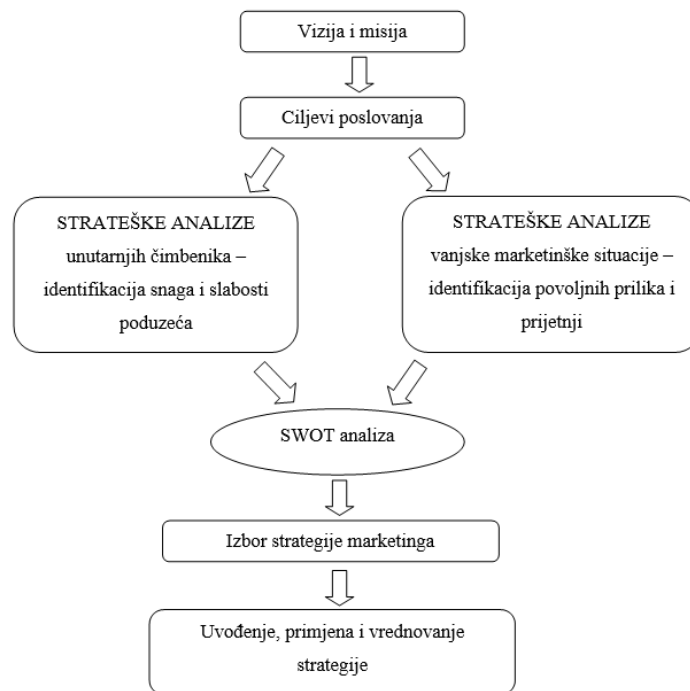 Vizija i misija
Ciljevi poslovanja
STRATEŠKE ANALIZE
unutarnjih čimbenika –
identifikacija snaga i slabosti
poduzeća
STRATEŠKE ANALIZE
vanjske marketinške situacije –
identifikacija povoljnih prilika i
prijetnji
SWOT analiza
Izbor strategije marketinga
Uvođenje, primjena i vrednovanje
strategije